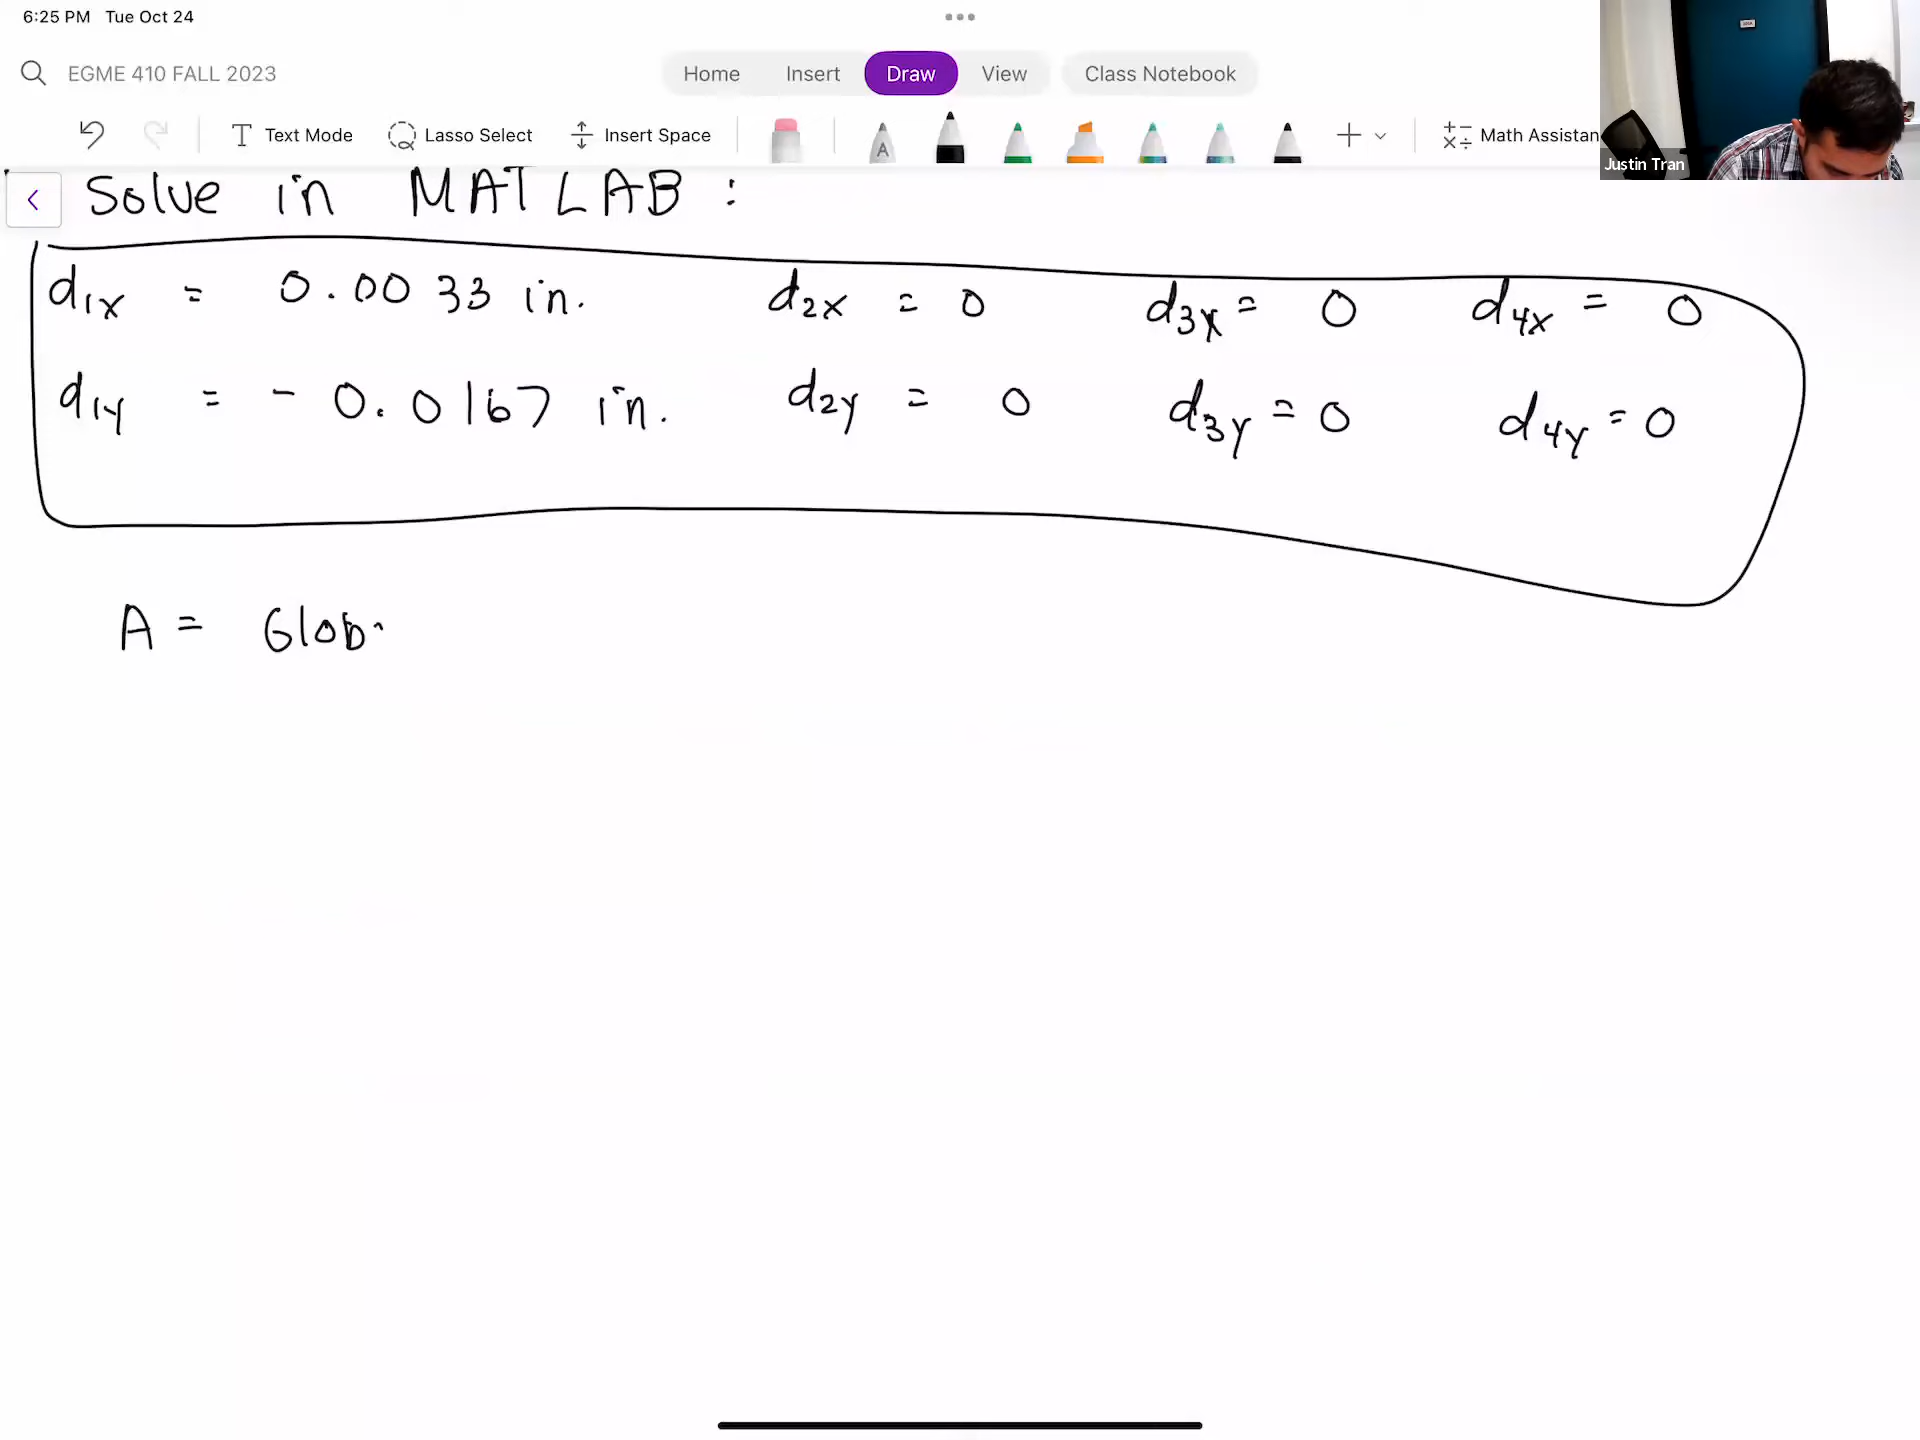 6:25 PM Tue Oct 24
EGME 410 FALL 2023
Home Insert Draw View Class Notebook
Text Mode Lasso Select Insert Space A Math Assistan
Justin Tran
Solve in MATLAB :
d1x = 0.0033 in. d2x = 0 d3x = 0 d4x = 0
d1y = - 0.0167 in. d2y = 0 d3y = 0 d4y = 0
A = Glob